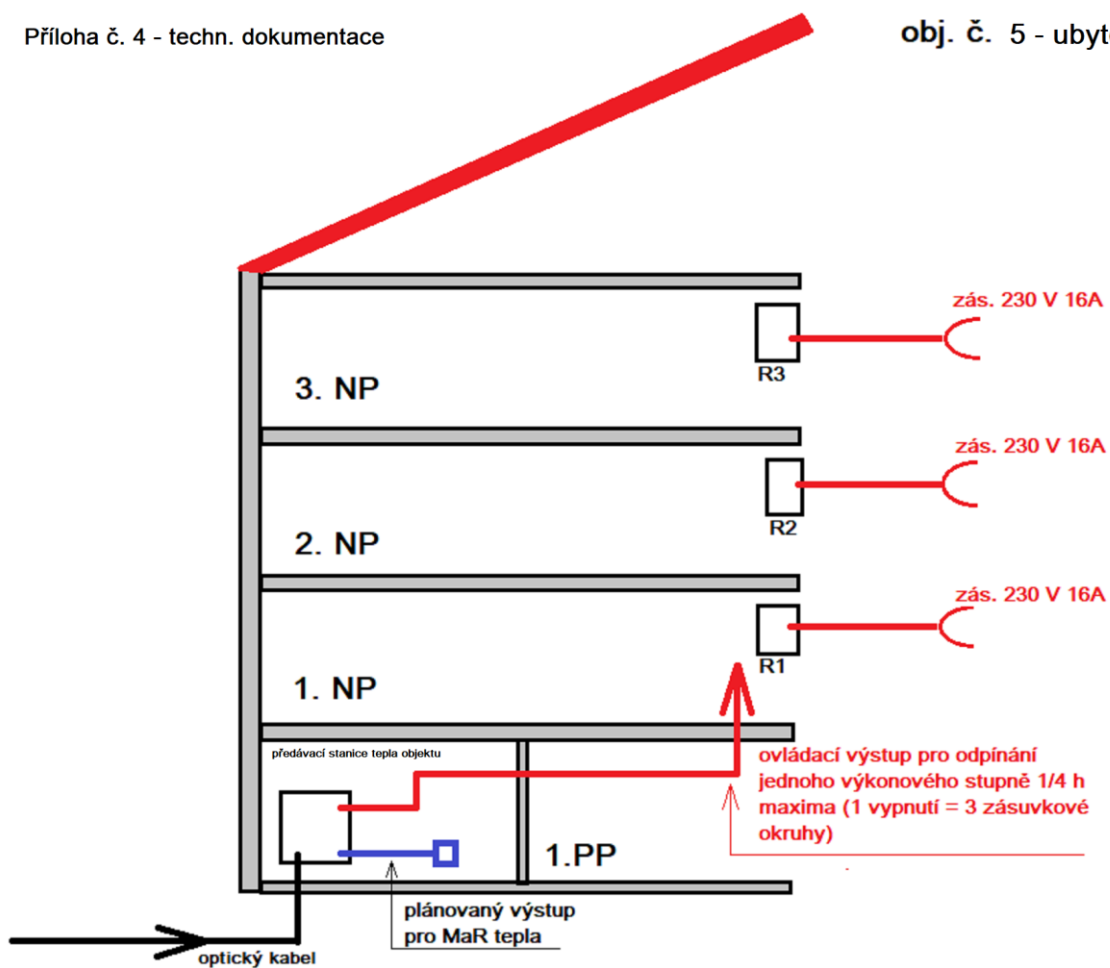 Příloha č. 4 - techn. dokumentace
obj. č. 5 - ubyt
zás. 230 V 16A
R3
3. NP
zás. 230 V 16A
R2
2. NP
zás. 230 V 16A
R1
1. NP
předávací stanice tepla objektu
ovládací výstup pro odpínání
jednoho výkonového stupně 1/4 h
maxima (1 vypnutí = 3 zásuvkové
okruhy)
1.PP
plánovaný výstup
pro MaR tepla
optický kabel